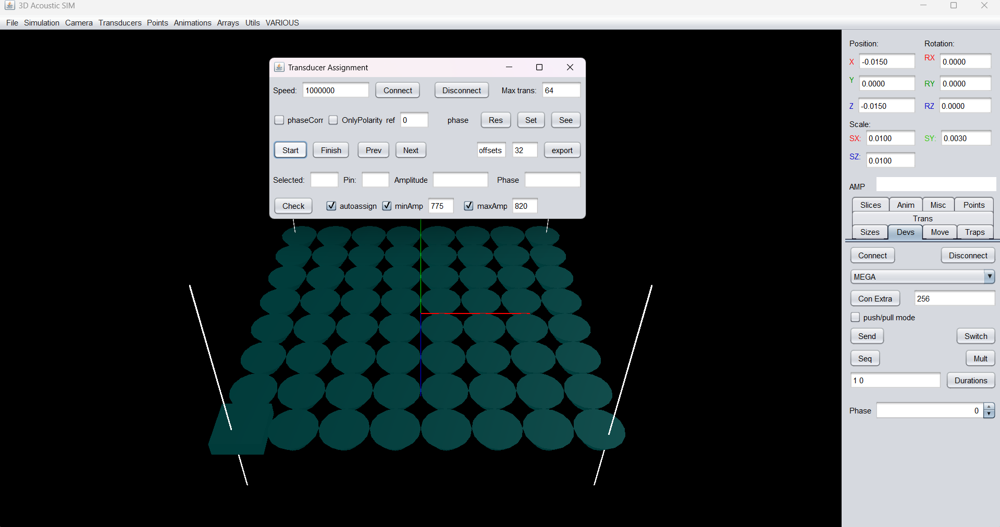 3D Acoustic SIM
File Simulation Camera Transducers Points Animations Arrays Utils VARIOUS
Transducer Assignment
Speed: 1000000 Connect Disconnect Max trans: 64
phaseCorr OnlyPolarity ref 0 phase Res Set See
Start Finish Prev Next offsets 32 export
Selected: Pin: Amplitude Phase
Check autoassign minAmp 775 maxAmp 820
Position: Rotation:
X -0.0150 RX 0.0000
Y 0.0000 RY 0.0000
Z -0.0150 RZ 0.0000
Scale:
SX: 0.0100 SY: 0.0030
SZ: 0.0100
AMP
Slices Anim Misc Points
Trans
Sizes Devs Move Traps
Connect Disconnect
MEGA
Con Extra 256
push/pull mode
Send Switch
Seq Mult
1 0 Durations
Phase 0